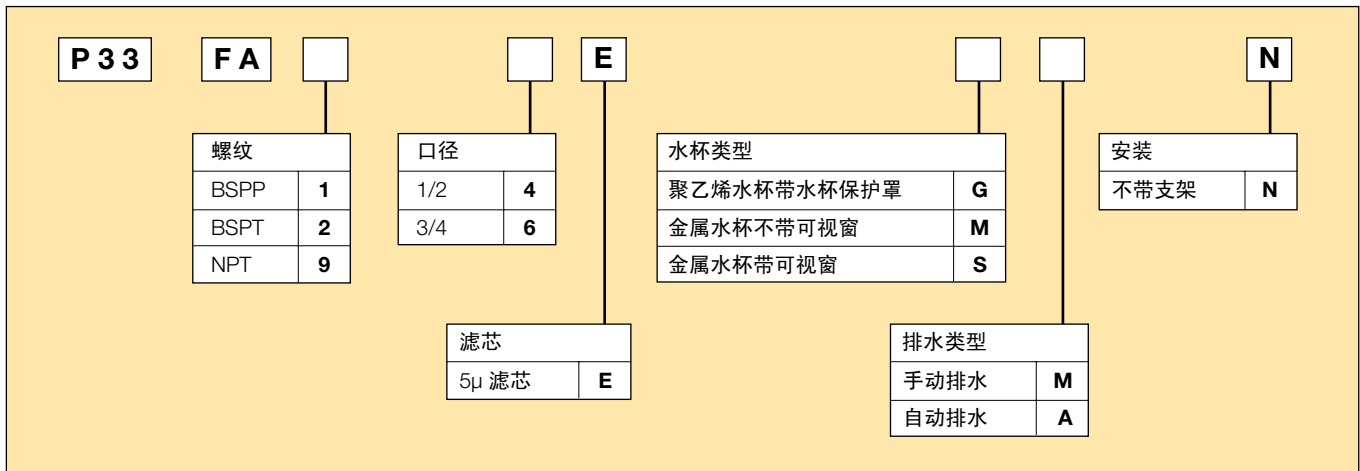 P33 FA E N
螺纹
BSPP 1
BSPT 2
NPT 9
口径
1/2 4
3/4 6
水杯类型
聚乙烯水杯带水杯保护罩 G
金属水杯不带可视窗 M
金属水杯带可视窗 S
安装
不带支架 N
滤芯
5μ 滤芯 E
排水类型
手动排水 M
自动排水 A